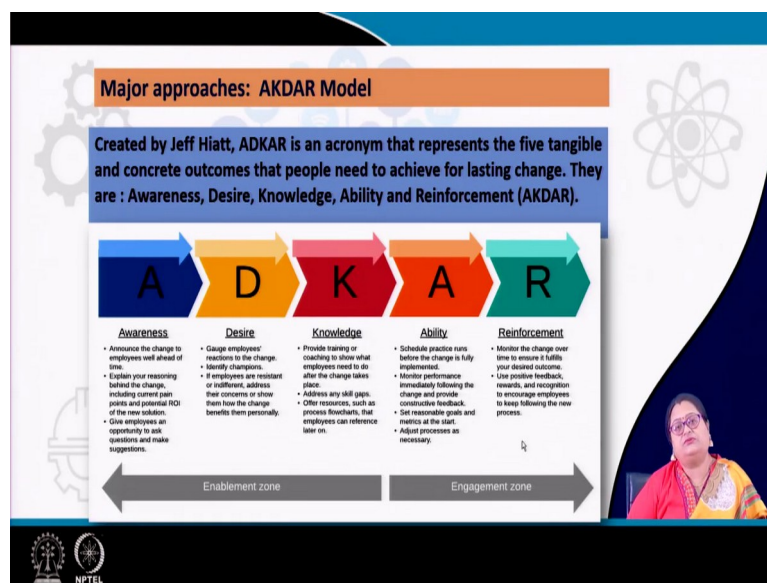 Major approaches: AKDAR Model
Created by Jeff Hiatt, ADKAR is an acronym that represents the five tangible
and concrete outcomes that people need to achieve for lasting change. They
are : Awareness, Desire, Knowledge, Ability and Reinforcement (AKDAR).
A D K A R
Awareness
• Announce the change to
employees well ahead of
time.
• Explain your reasoning
behind the change,
including current pain
points and potential ROI
of the new solution.
• Give employees an
opportunity to ask
questions and make
suggestions.
Desire
• Gauge employees'
reactions to the change.
• Identify champions.
• If employees are resistant
or indifferent, address
their concerns or show
them how the change
benefits them personally.
Knowledge
• Provide training or
coaching to show what
employees need to do
after the change takes
place.
• Address any skill gaps.
• Offer resources, such as
process flowcharts, that
employees can reference
later on.
Ability
• Schedule practice runs
before the change is fully
implemented.
• Monitor performance
immediately following the
change and provide
constructive feedback.
• Set reasonable goals and
metrics at the start.
• Adjust processes as
necessary.
Reinforcement
• Monitor the change over
time to ensure it fulfills
your desired outcome.
• Use positive feedback,
rewards, and recognition
to encourage employees
to keep following the new
process.
Enablement zone
Engagement zone
NPTEL